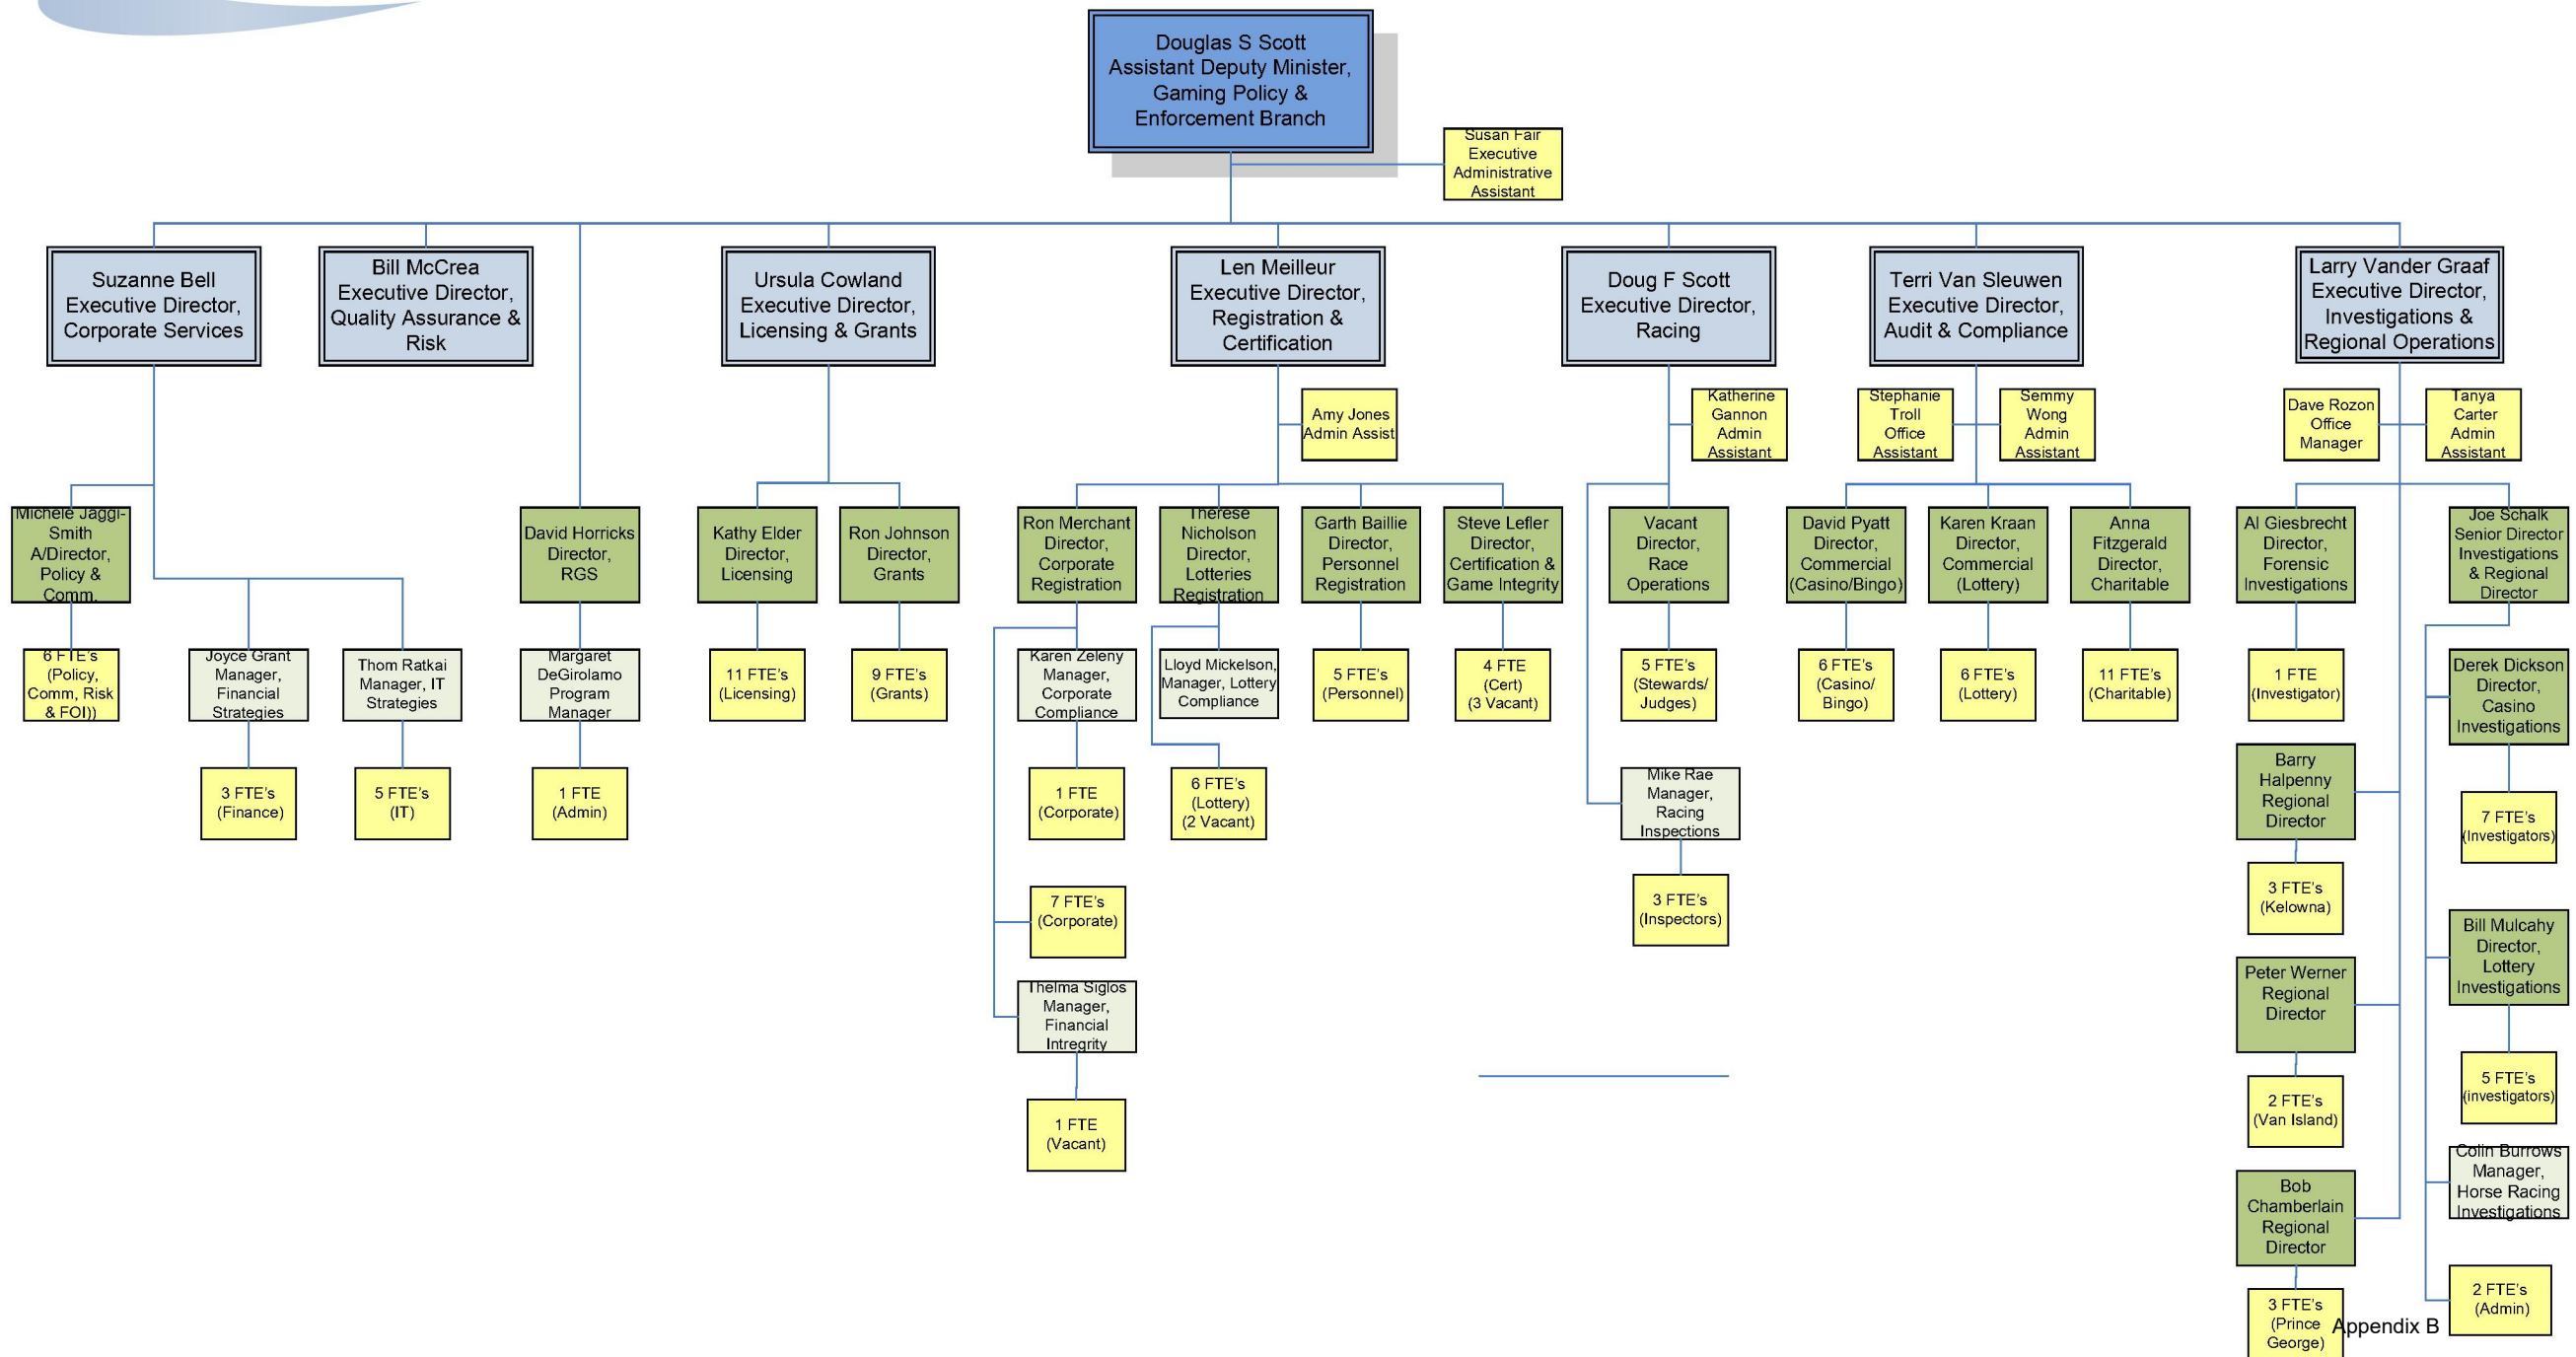 Douglas S Scott
Assistant Deputy Minister,
Gaming Policy &
Enforcement Branch
Susan Fair
Executive
Administrative
Assistant
Suzanne Bell
Executive Director,
Corporate Services
Bill McCrea
Executive Director,
Quality Assurance &
Risk
Ursula Cowland
Executive Director,
Licensing & Grants
Len Meilleur
Executive Director,
Registration &
Certification
Doug F Scott
Executive Director,
Racing
Terri Van Sleuwen
Executive Director,
Audit & Compliance
Larry Vander Graaf
Executive Director,
Investigations &
Regional Operations
Amy Jones
Admin Assist
Katherine
Gannon
Admin
Assistant
Stephanie
Troll
Office
Assistant
Semmy
Wong
Admin
Assistant
Dave Rozon
Office
Manager
Tanya
Carter
Admin
Assistant
Michele Jaggi-
Smith
A/Director,
Policy &
Comm.
David Horricks
Director,
RGS
Kathy Elder
Director,
Licensing
Ron Johnson
Director,
Grants
Ron Merchant
Director,
Corporate
Registration
Therese
Nicholson
Director,
Lotteries
Registration
Garth Baillie
Director,
Personnel
Registration
Steve Lefler
Director,
Certification &
Game Integrity
Vacant
Director,
Race
Operations
David Pyatt
Director,
Commercial
(Casino/Bingo)
Karen Kraan
Director,
Commercial
(Lottery)
Anna
Fitzgerald
Director,
Charitable
Al Giesbrecht
Director,
Forensic
Investigations
Joe Schalk
Senior Director
Investigations
& Regional
Director
6 FTE's
(Policy,
Comm, Risk
& FOI))
Joyce Grant
Manager,
Financial
Strategies
Thom Ratkai
Manager, IT
Strategies
Margaret
DeGirolamo
Program
Manager
11 FTE's
(Licensing)
9 FTE's
(Grants)
Karen Zeleny
Manager,
Corporate
Compliance
Lloyd Mickelson,
Manager, Lottery
Compliance
5 FTE's
(Personnel)
4 FTE
(Cert)
(3 Vacant)
5 FTE's
(Stewards/
Judges)
6 FTE's
(Casino/
Bingo)
6 FTE's
(Lottery)
11 FTE's
(Charitable)
1 FTE
(Investigator)
Derek Dickson
Director,
Casino
Investigations
3 FTE's
(Finance)
5 FTE's
(IT)
1 FTE
(Admin)
1 FTE
(Corporate)
6 FTE's
(Lottery)
(2 Vacant)
Mike Rae
Manager,
Racing
Inspections
Barry
Halpenny
Regional
Director
7 FTE's
(Investigators)
7 FTE's
(Corporate)
3 FTE's
(Inspectors)
3 FTE's
(Kelowna)
Bill Mulcahy
Director,
Lottery
Investigations
Thelma Siglos
Manager,
Financial
Intregrity
Peter Werner
Regional
Director
1 FTE
(Vacant)
2 FTE's
(Van Island)
5 FTE's
(investigators)
Bob
Chamberlain
Regional
Director
Colin Burrows
Manager,
Horse Racing
Investigations
3 FTE's
(Prince
George)
2 FTE's
(Admin)
Appendix B